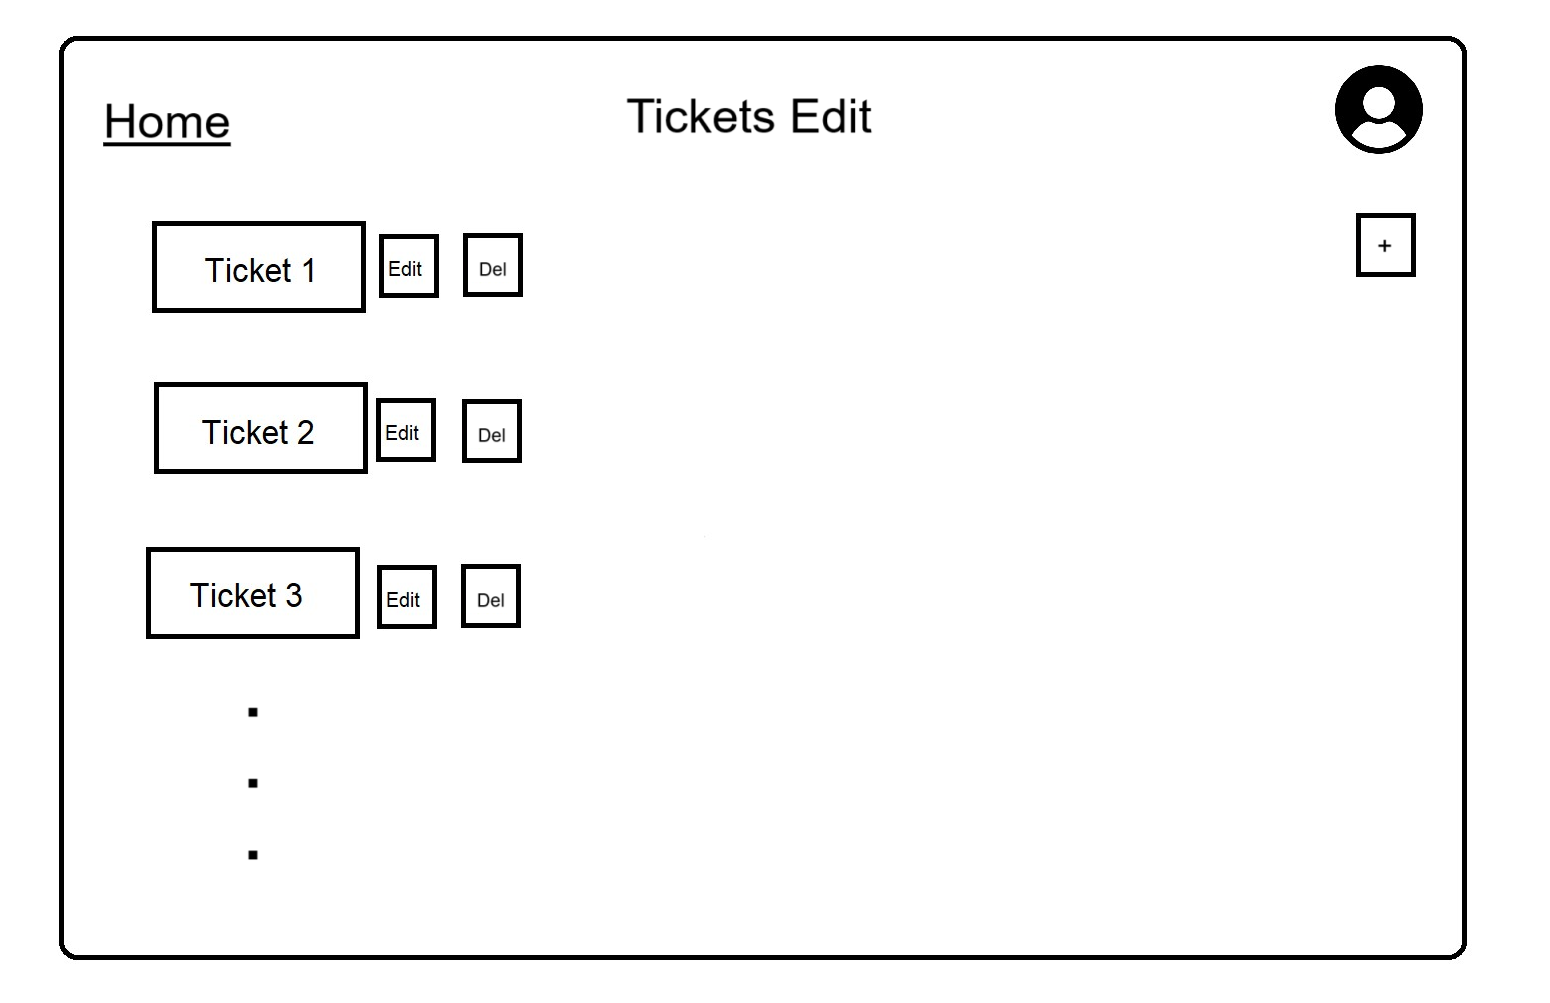 Home
Tickets Edit
+
Ticket 1
Edit
Del
Ticket 2
Edit
Del
Ticket 3
Edit
Del